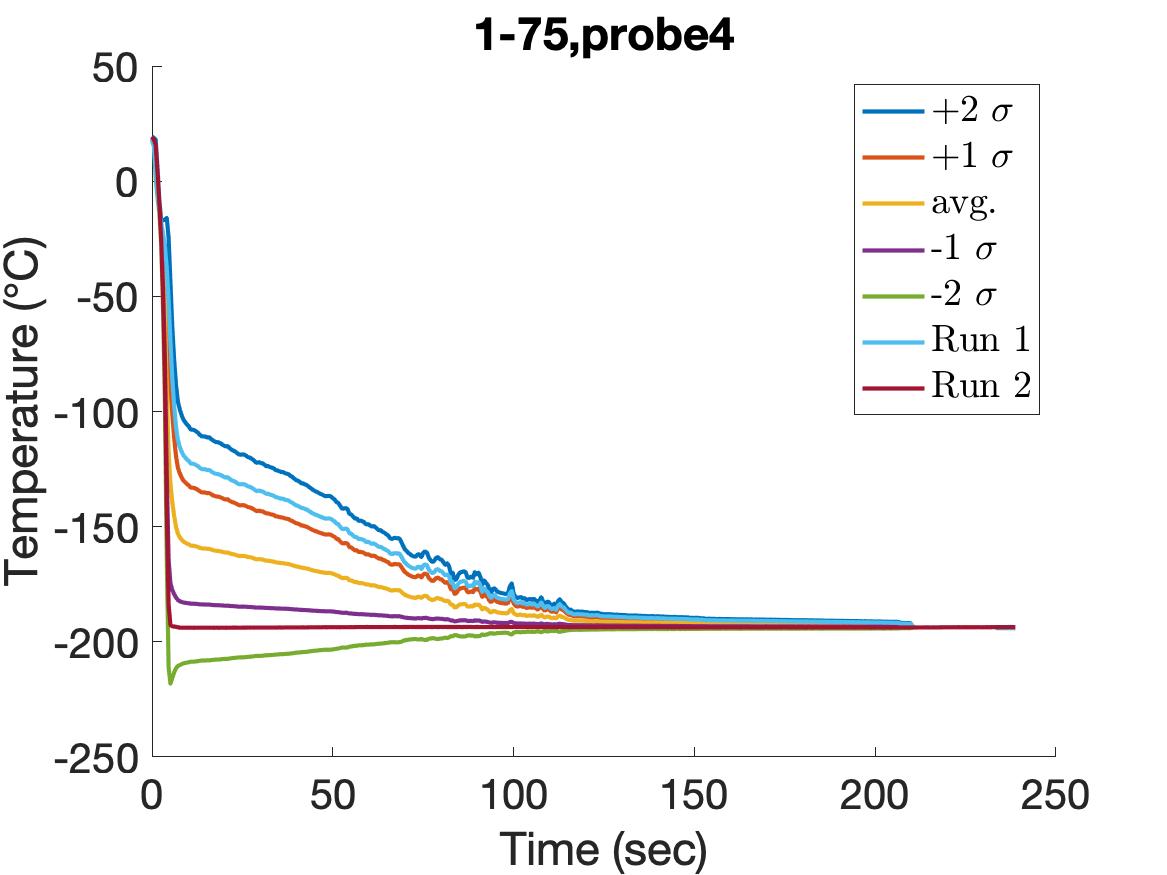 1-75,probe4
50
0
-50
-100
-150
-200
-250
Temperature (°C)
0 50 100 150 200 250
Time (sec)
+2 σ
+1 σ
avg.
-1 σ
-2 σ
Run 1
Run 2